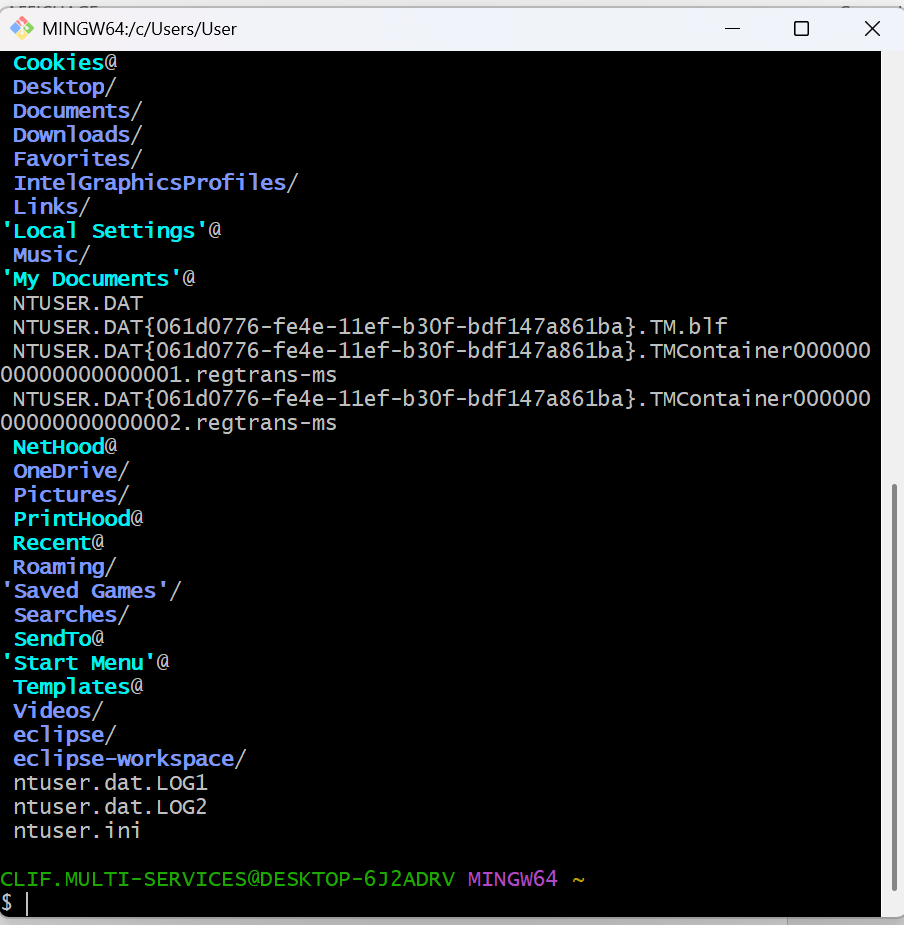 MINGW64:/c/Users/User
Cookies@
Desktop/
Documents/
Downloads/
Favorites/
IntelGraphicsProfiles/
Links/
'Local Settings'@
Music/
'My Documents'@
NTUSER.DAT
NTUSER.DAT{061d0776-fe4e-11ef-b30f-bdf147a861ba}.TM.blf
NTUSER.DAT{061d0776-fe4e-11ef-b30f-bdf147a861ba}.TMContainer000000
00000000000001.regtrans-ms
NTUSER.DAT{061d0776-fe4e-11ef-b30f-bdf147a861ba}.TMContainer000000
00000000000002.regtrans-ms
NetHood@
OneDrive/
Pictures/
PrintHood@
Recent@
Roaming/
'Saved Games'/
Searches/
SendTo@
'Start Menu'@
Templates@
Videos/
eclipse/
eclipse-workspace/
ntuser.dat.LOG1
ntuser.dat.LOG2
ntuser.ini
CLIF.MULTI-SERVICES@DESKTOP-6J2ADRV MINGW64 ~
$